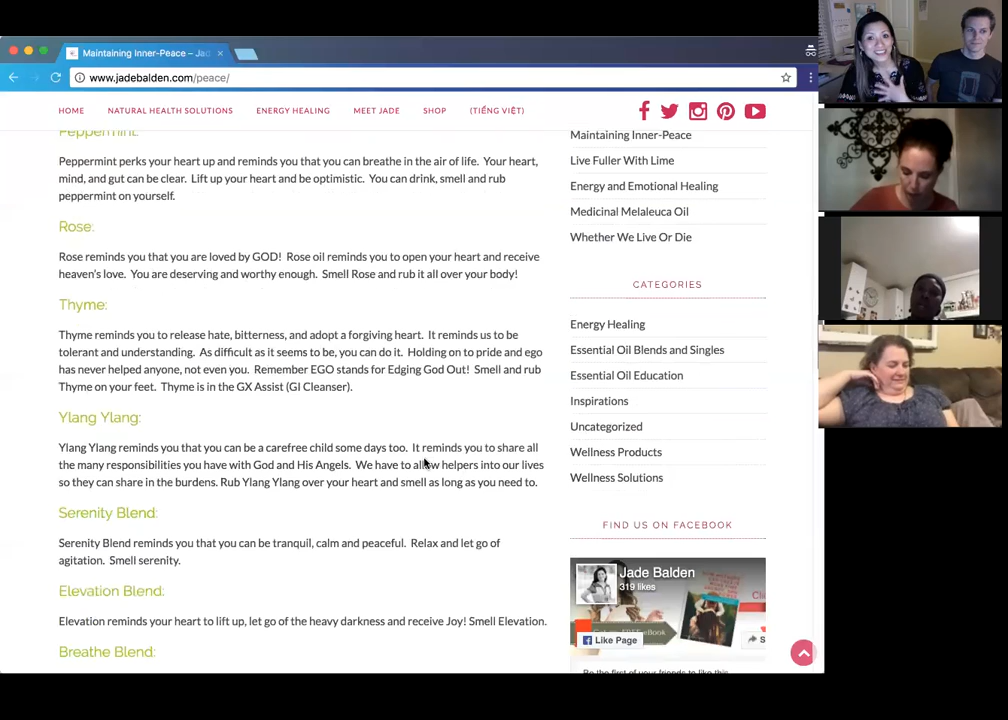 Maintaining Inner-Peace – Jad
www.jadebalden.com/peace/
HOME NATURAL HEALTH SOLUTIONS ENERGY HEALING MEET JADE SHOP (TIẾNG VIỆT)
Peppermint:
Peppermint perks your heart up and reminds you that you can breathe in the air of life. Your heart,
mind, and gut can be clear. Lift up your heart and be optimistic. You can drink, smell and rub
peppermint on yourself.
Rose:
Rose reminds you that you are loved by GOD! Rose oil reminds you to open your heart and receive
heaven's love. You are deserving and worthy enough. Smell Rose and rub it all over your body!
Thyme:
Thyme reminds you to release hate, bitterness, and adopt a forgiving heart. It reminds us to be
tolerant and understanding. As difficult as it seems to be, you can do it. Holding on to pride and ego
has never helped anyone, not even you. Remember EGO stands for Edging God Out! Smell and rub
Thyme on your feet. Thyme is in the GX Assist (GI Cleanser).
Ylang Ylang:
Ylang Ylang reminds you that you can be a carefree child some days too. It reminds you to share all
the many responsibilities you have with God and His Angels. We have to allow helpers into our lives
so they can share in the burdens. Rub Ylang Ylang over your heart and smell as long as you need to.
Serenity Blend:
Serenity Blend reminds you that you can be tranquil, calm and peaceful. Relax and let go of
agitation. Smell serenity.
Elevation Blend:
Elevation reminds your heart to lift up, let go of the heavy darkness and receive Joy! Smell Elevation.
Breathe Blend:
Maintaining Inner-Peace
Live Fuller With Lime
Energy and Emotional Healing
Medicinal Melaleuca Oil
Whether We Live Or Die
CATEGORIES
Energy Healing
Essential Oil Blends and Singles
Essential Oil Education
Inspirations
Uncategorized
Wellness Products
Wellness Solutions
FIND US ON FACEBOOK
Jade Balden
319 likes
Like Page
S
Be the first of your friends to like this